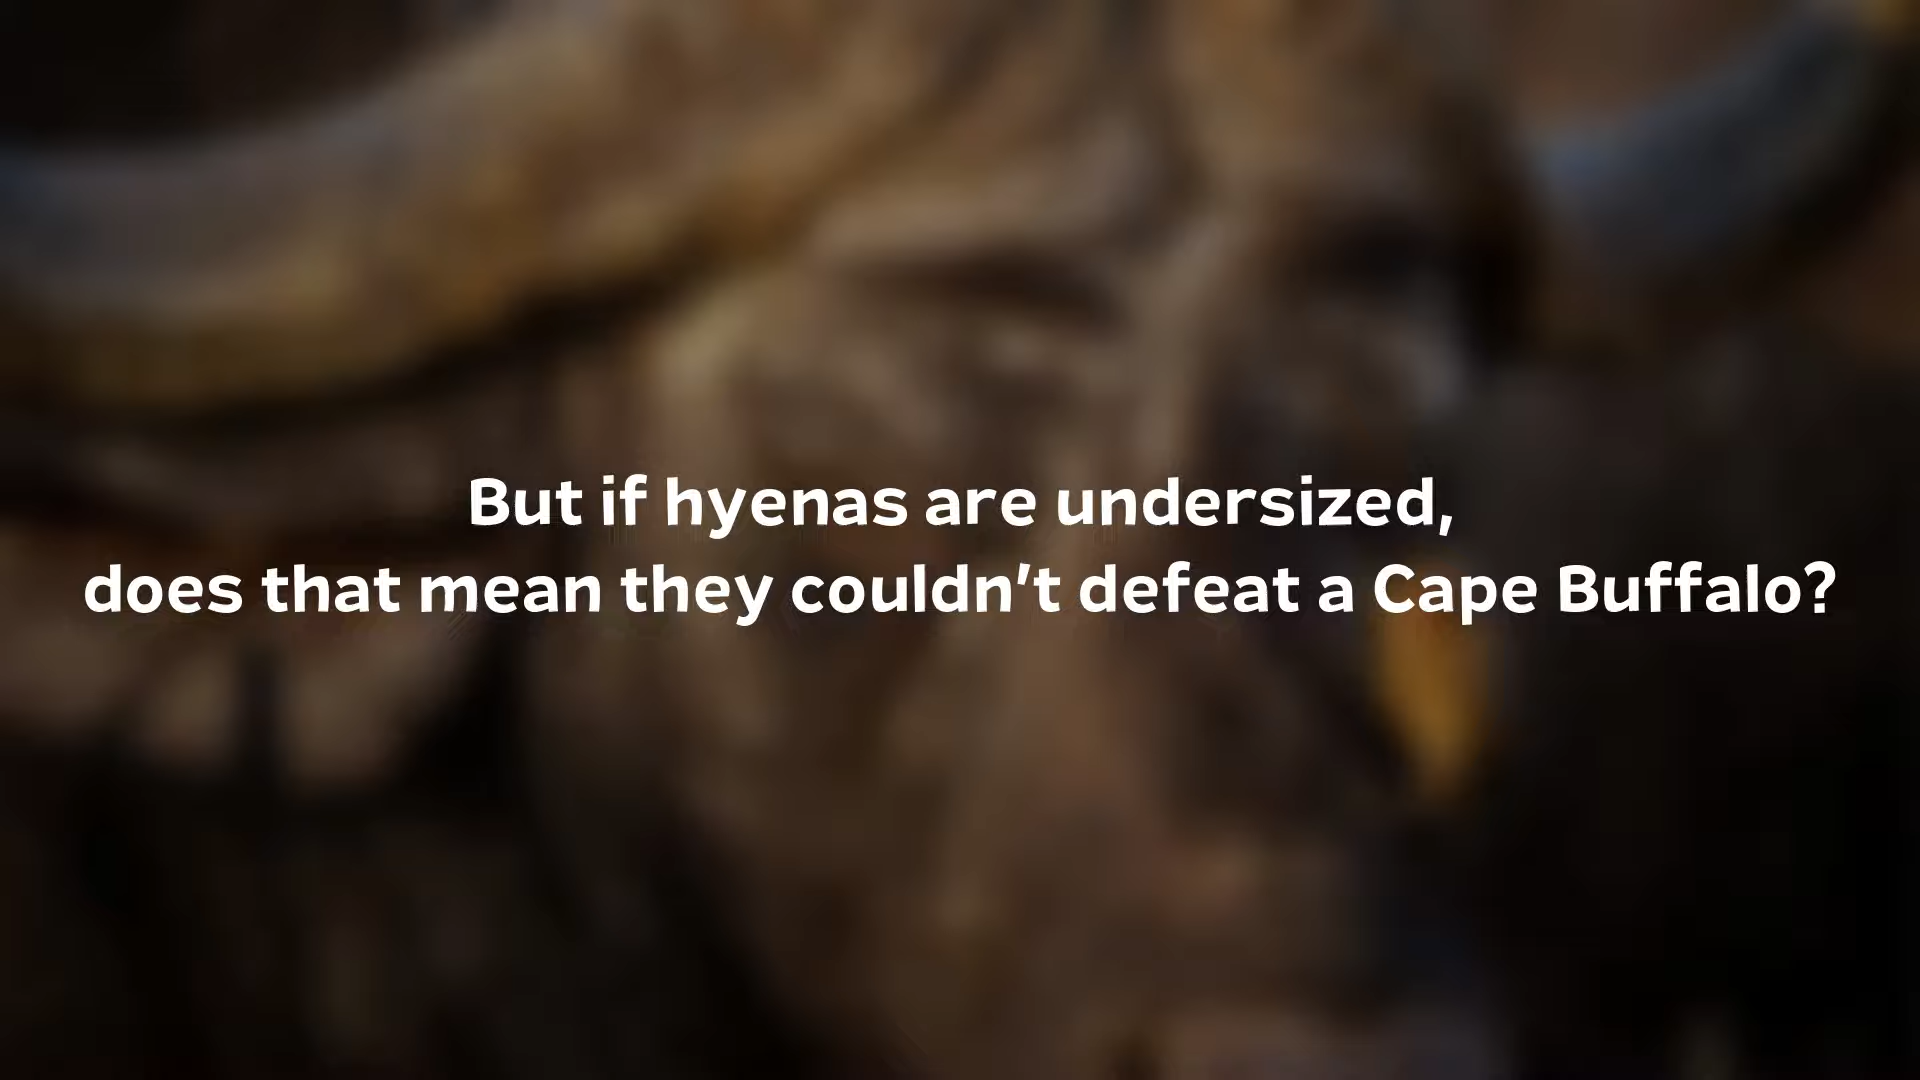 But if hyenas are undersized,
does that mean they couldn't defeat a Cape Buffalo?